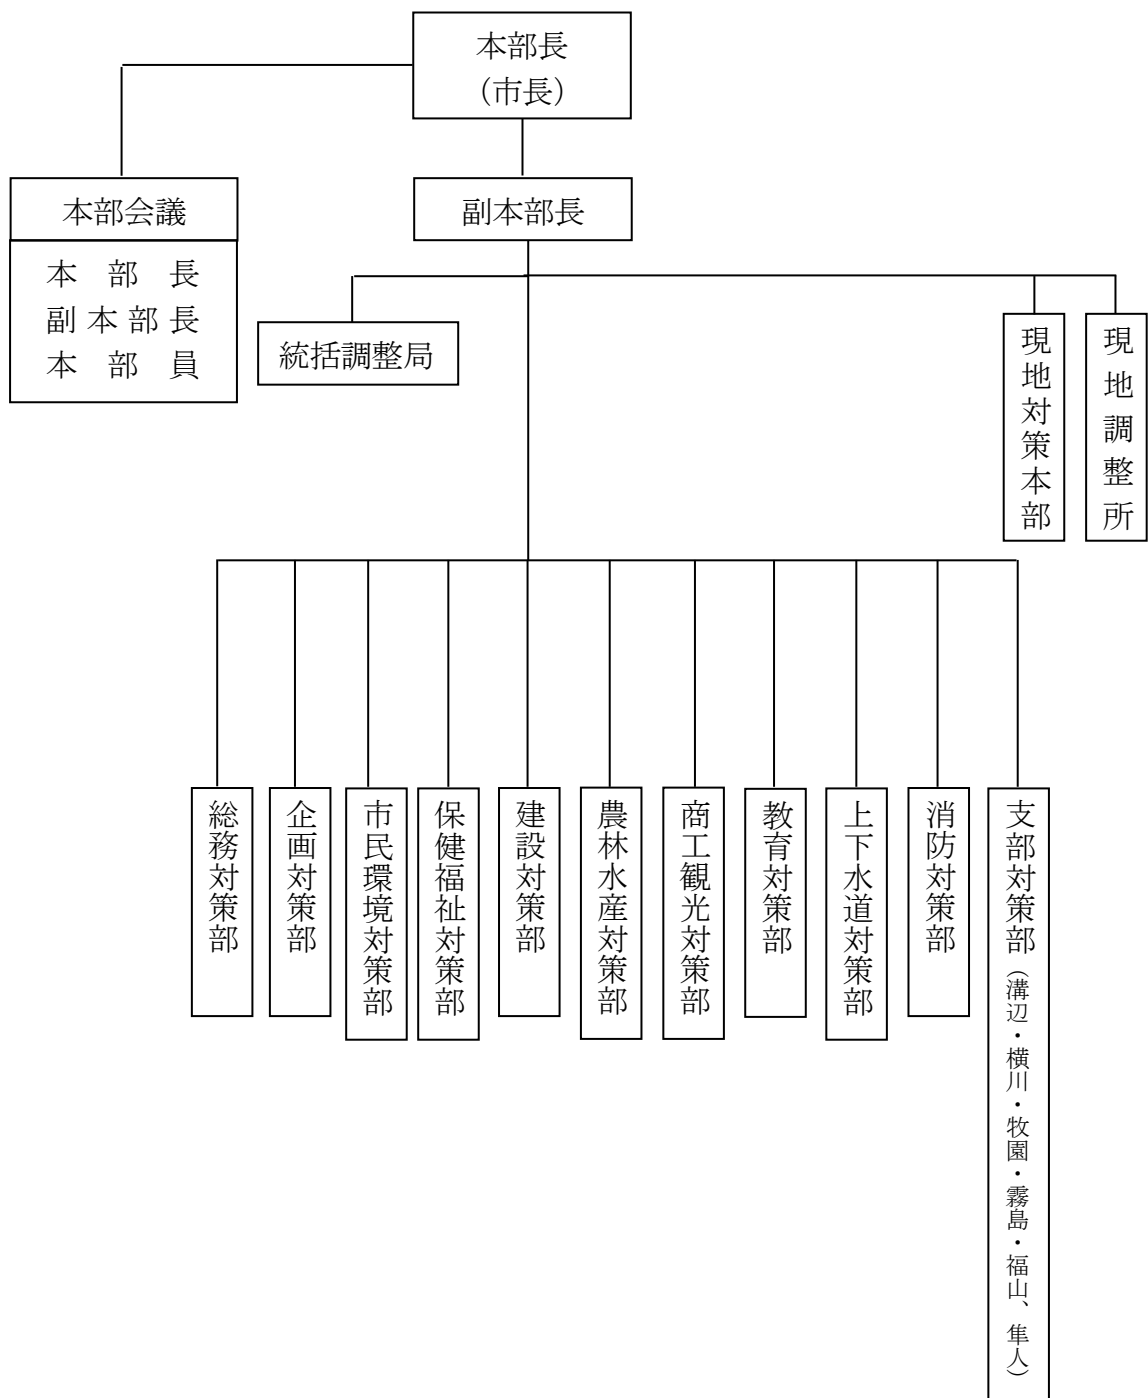 本部長
（市長）
本部会議
副本部長
本部長
副本部長
本部員
統括調整局
現地対策本部
現地調整所
総務対策部
企画対策部
市民環境対策部
保健福祉対策部
建設対策部
農林水産対策部
商工観光対策部
教育対策部
上下水道対策部
消防対策部
支部対策部（溝辺・横川・牧園・霧島・福山、隼人）